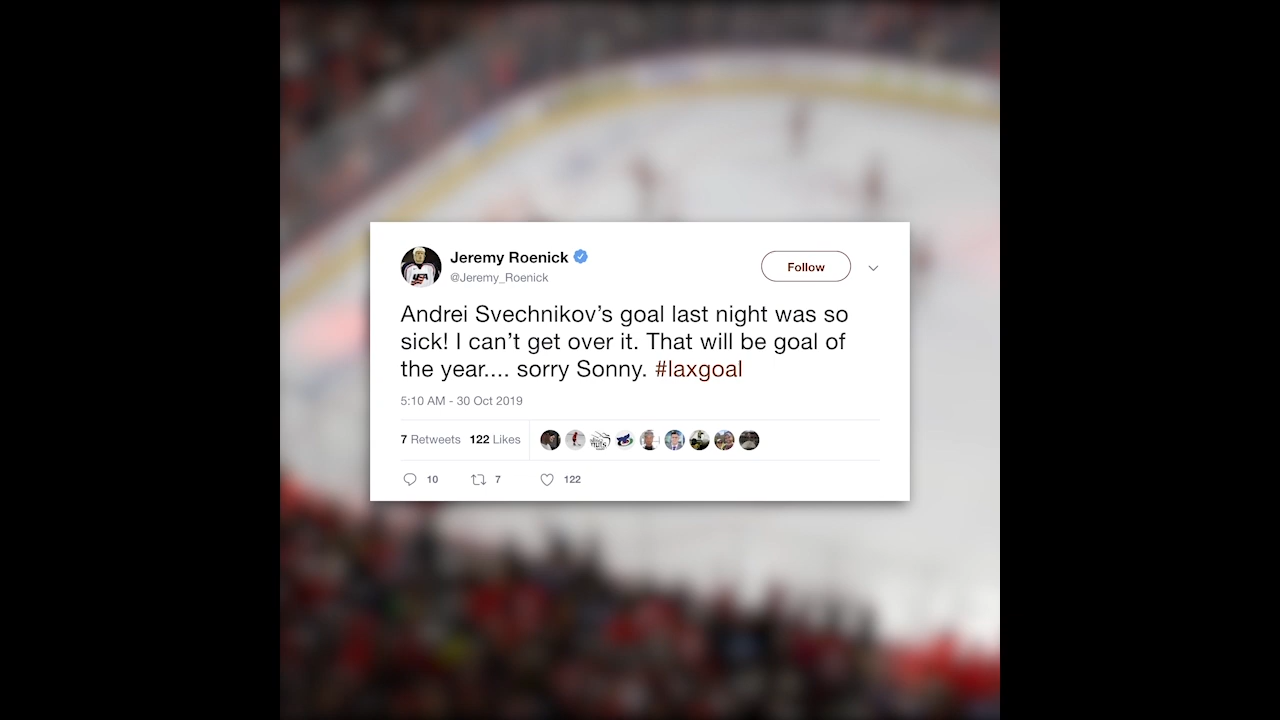 Jeremy Roenick
@Jeremy_Roenick
Follow
Andrei Svechnikov’s goal last night was so
sick! I can’t get over it. That will be goal of
the year.... sorry Sonny. #laxgoal
5:10 AM - 30 Oct 2019
7 Retweets 122 Likes
10 7 122